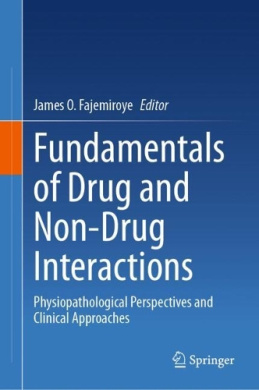 James O. Fajemiroye Editor
Fundamentals
of Drug and
Non-Drug
Interactions
Physiopathological Perspectives and
Clinical Approaches
Springer